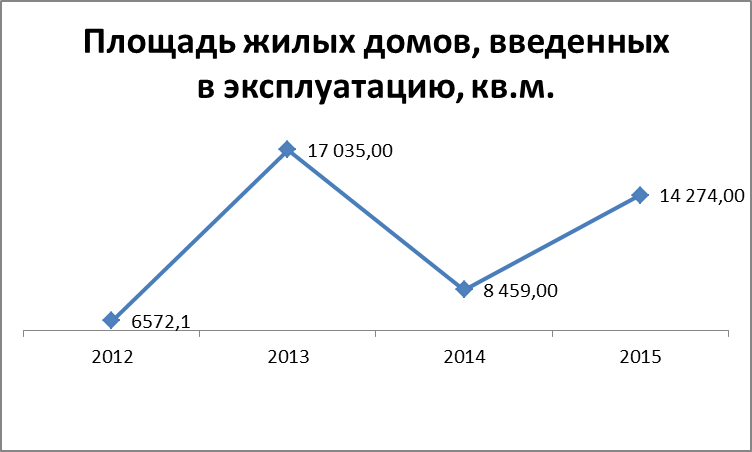 Площадь жилых домов, введенных
в эксплуатацию, кв.м.
17 035,00
14 274,00
8 459,00
6572,1
2012 2013 2014 2015